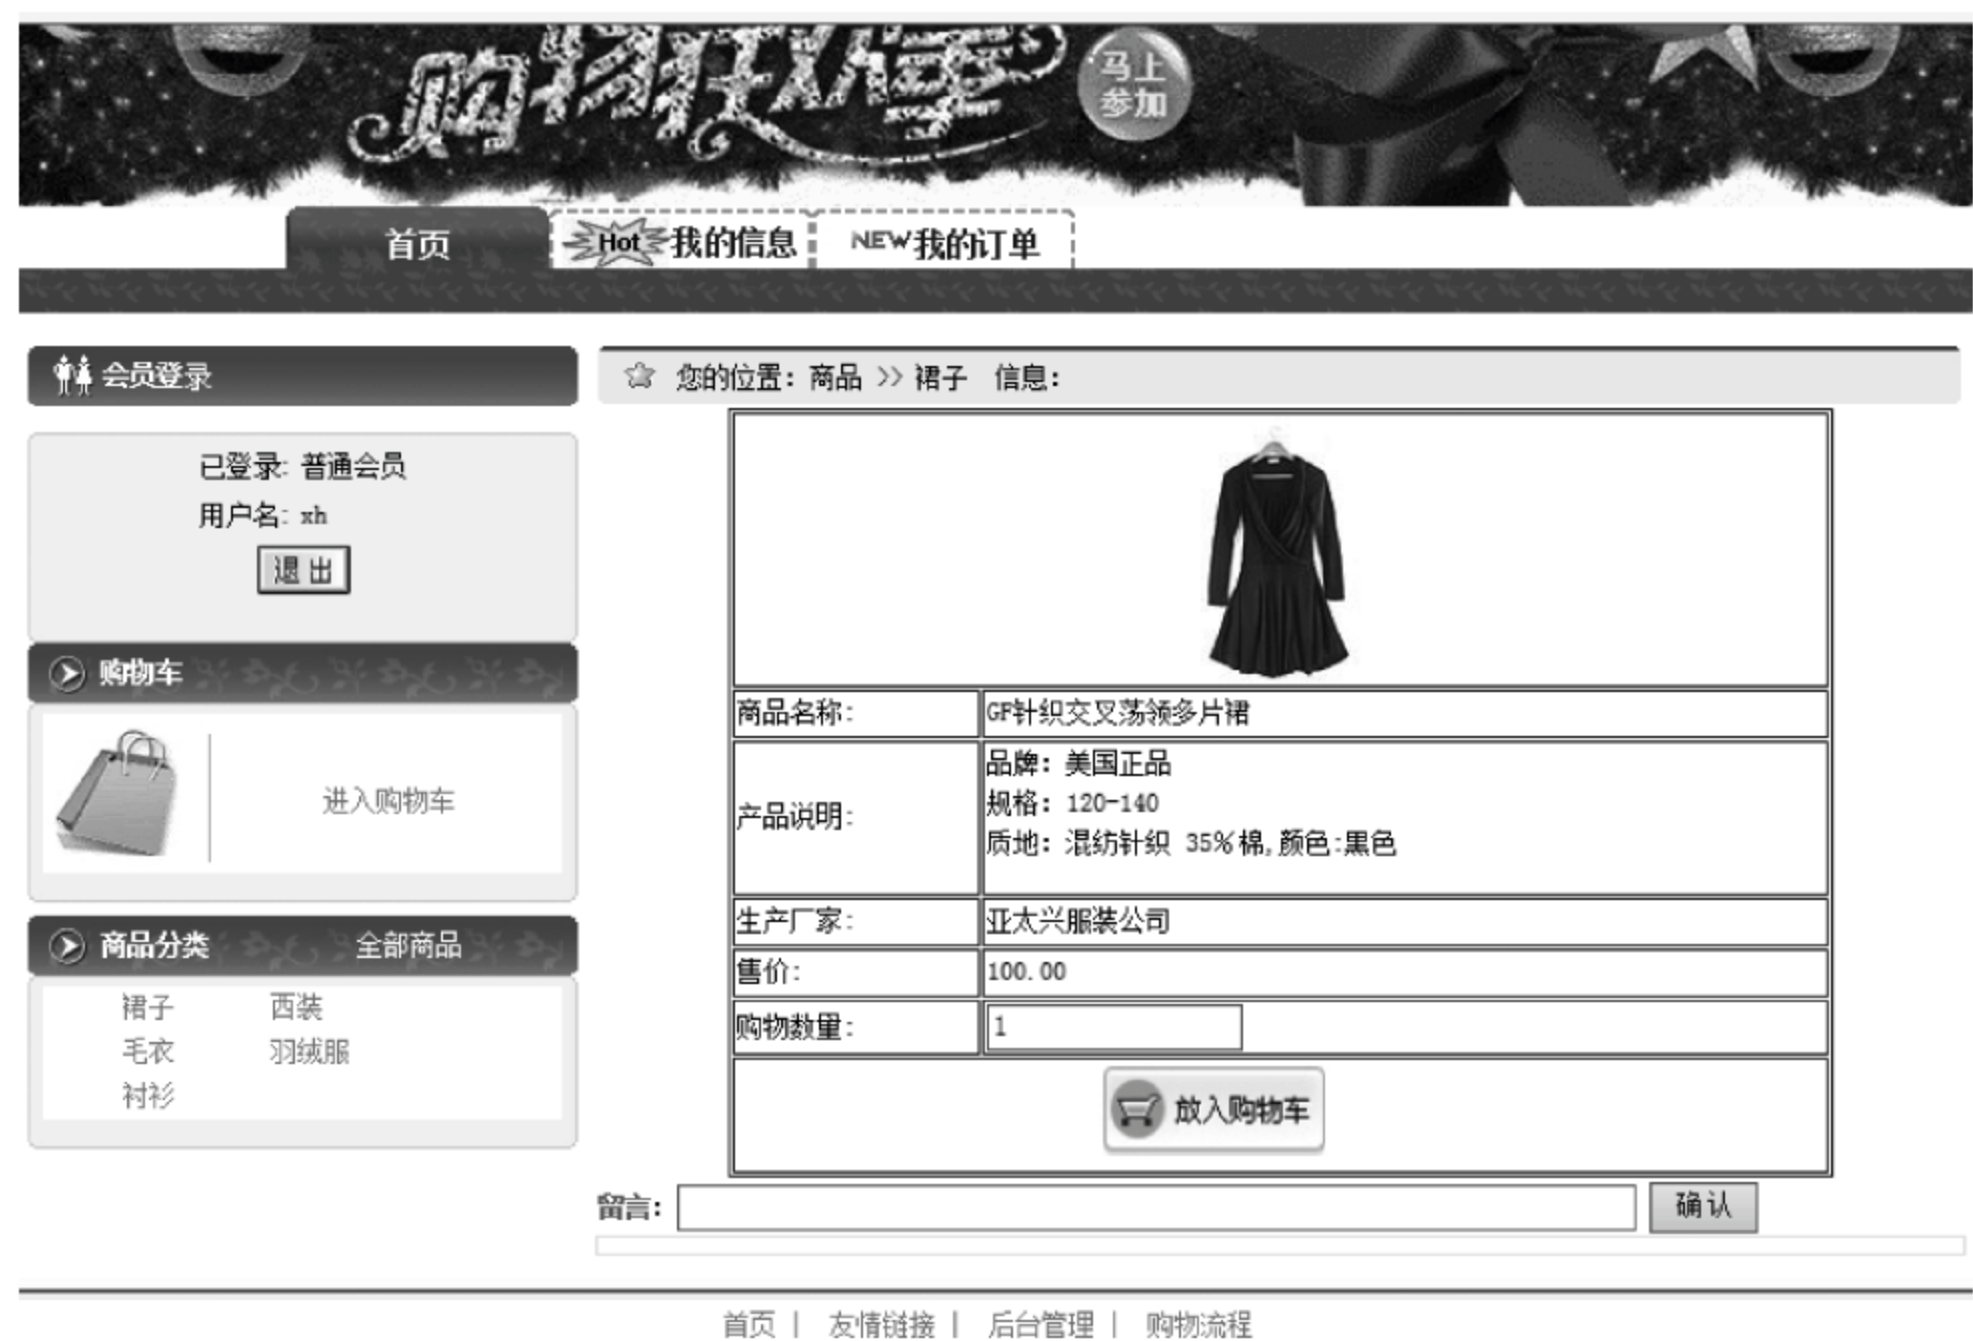 马上
参加
首页
Hot 我的信息
NEW 我的订单
会员登录
已登录: 普通会员
用户名: xh
退出
购物车
进入购物车
商品分类 全部商品
裙子 西装
毛衣 羽绒服
衬衫
您的位置: 商品 >> 裙子 信息:
商品名称: GF针织交叉荡领多片裙
产品说明:
品牌: 美国正品
规格: 120-140
质地: 混纺针织 35%棉,颜色:黑色
生产厂家: 亚太兴服装公司
售价: 100.00
购物数量: 1
放入购物车
留言: 确认
首页 | 友情链接 | 后台管理 | 购物流程